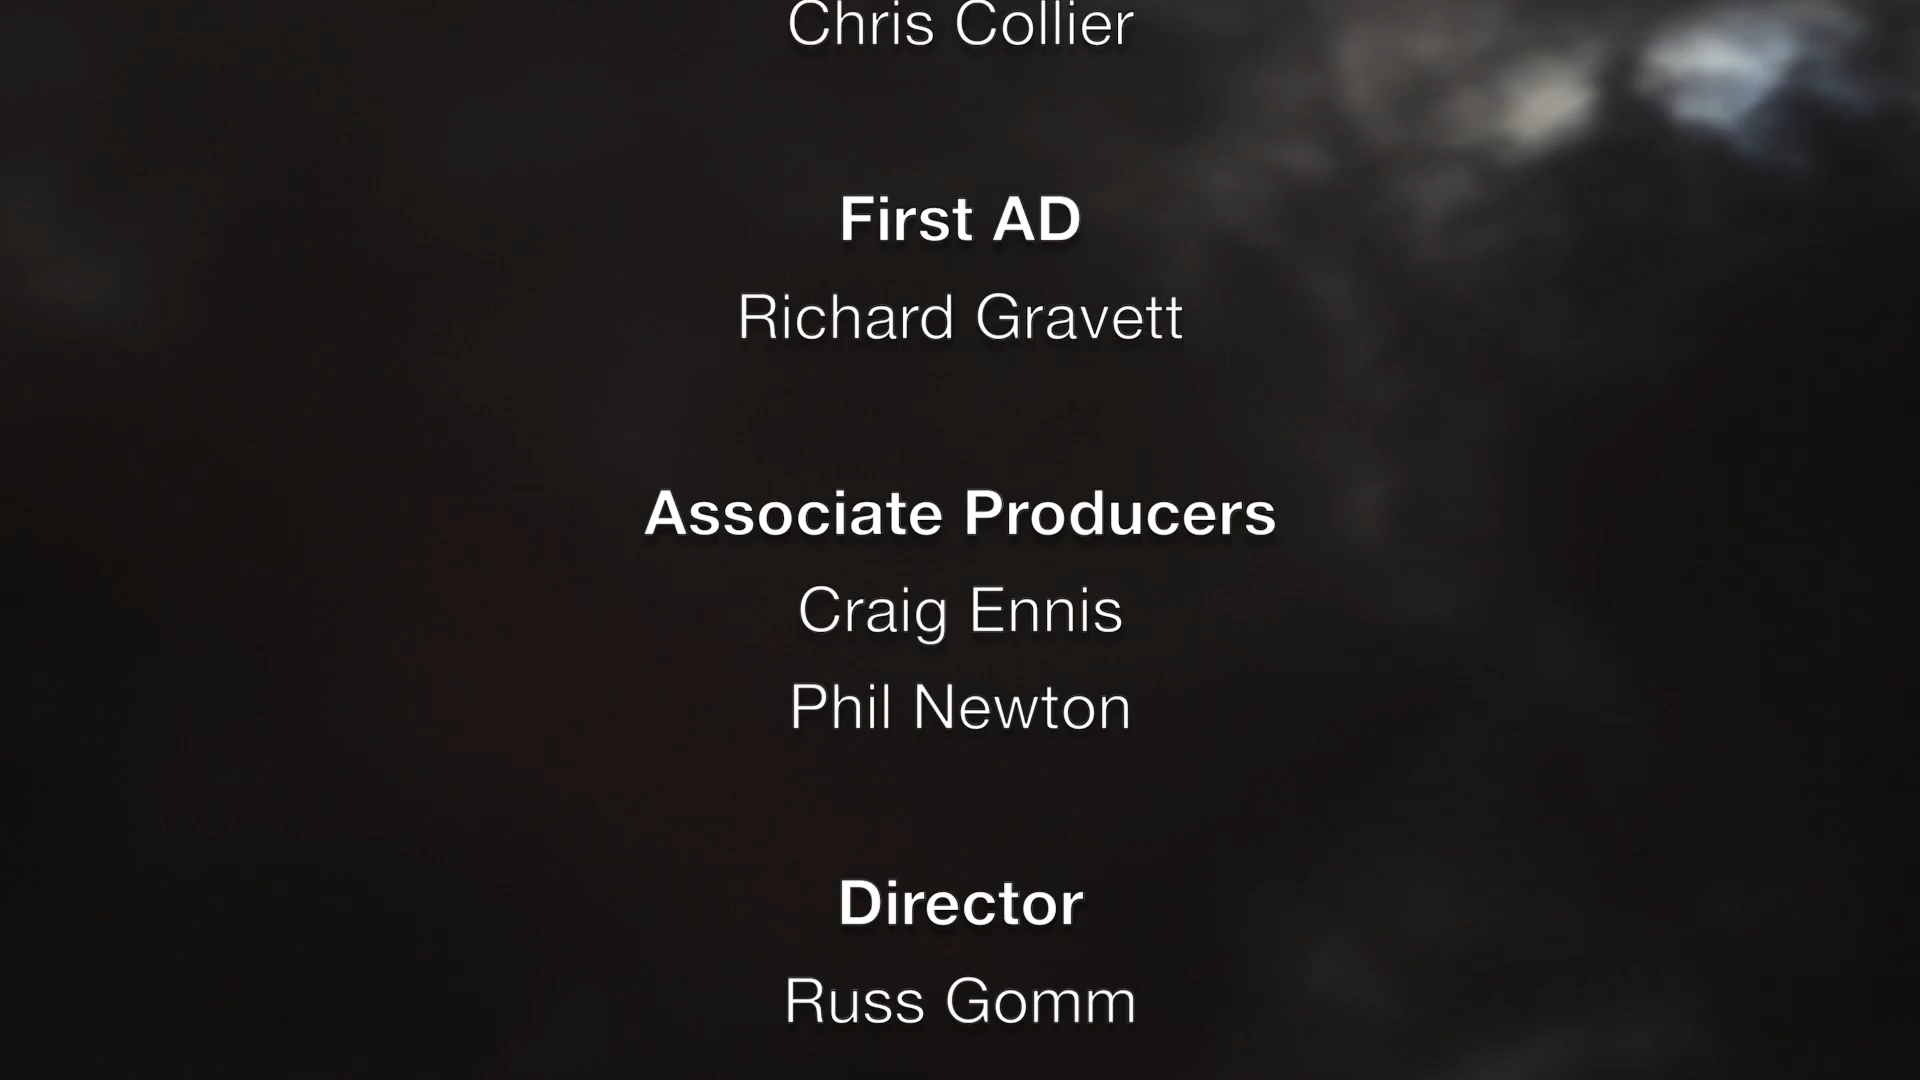 Chris Collier
First AD
Richard Gravett
Associate Producers
Craig Ennis
Phil Newton
Director
Russ Gomm